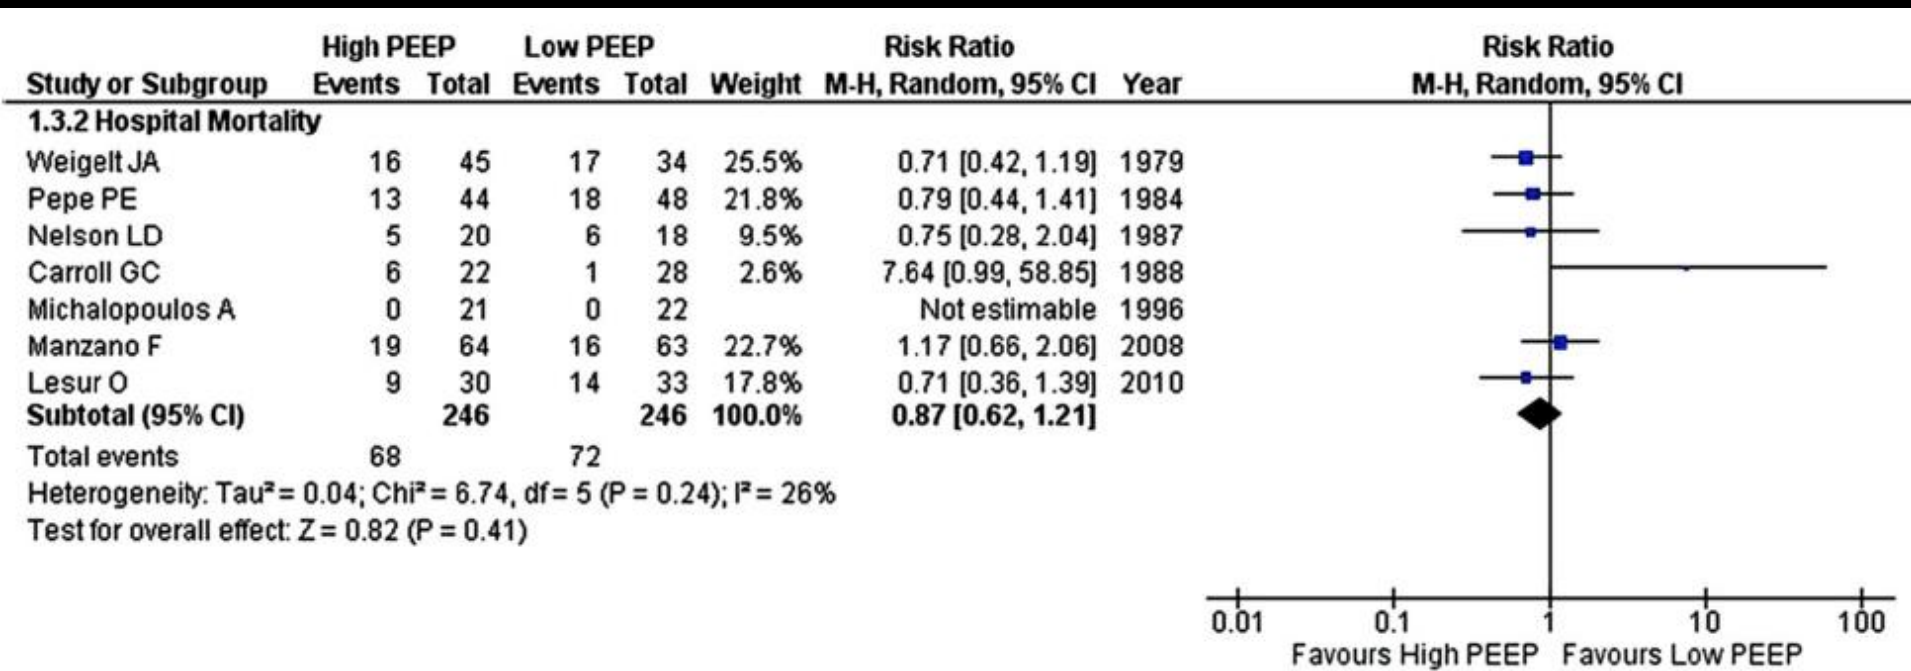 High PEEP Low PEEP Risk Ratio Risk Ratio
Study or Subgroup Events Total Events Total Weight M-H, Random, 95% CI Year M-H, Random, 95% CI
1.3.2 Hospital Mortality
Weigelt JA 16 45 17 34 25.5% 0.71 [0.42, 1.19] 1979
Pepe PE 13 44 18 48 21.8% 0.79 [0.44, 1.41] 1984
Nelson LD 5 20 6 18 9.5% 0.75 [0.28, 2.04] 1987
Carroll GC 6 22 1 28 2.6% 7.64 [0.99, 58.85] 1988
Michalopoulos A 0 21 0 22 Not estimable 1996
Manzano F 19 64 16 63 22.7% 1.17 [0.66, 2.06] 2008
Lesur O 9 30 14 33 17.8% 0.71 [0.36, 1.39] 2010
Subtotal (95% CI) 246 246 100.0% 0.87 [0.62, 1.21]
Total events 68 72
Heterogeneity: Tau² = 0.04; Chi² = 6.74, df = 5 (P = 0.24); I² = 26%
Test for overall effect: Z = 0.82 (P = 0.41)
0.01 0.1 1 10 100
Favours High PEEP Favours Low PEEP